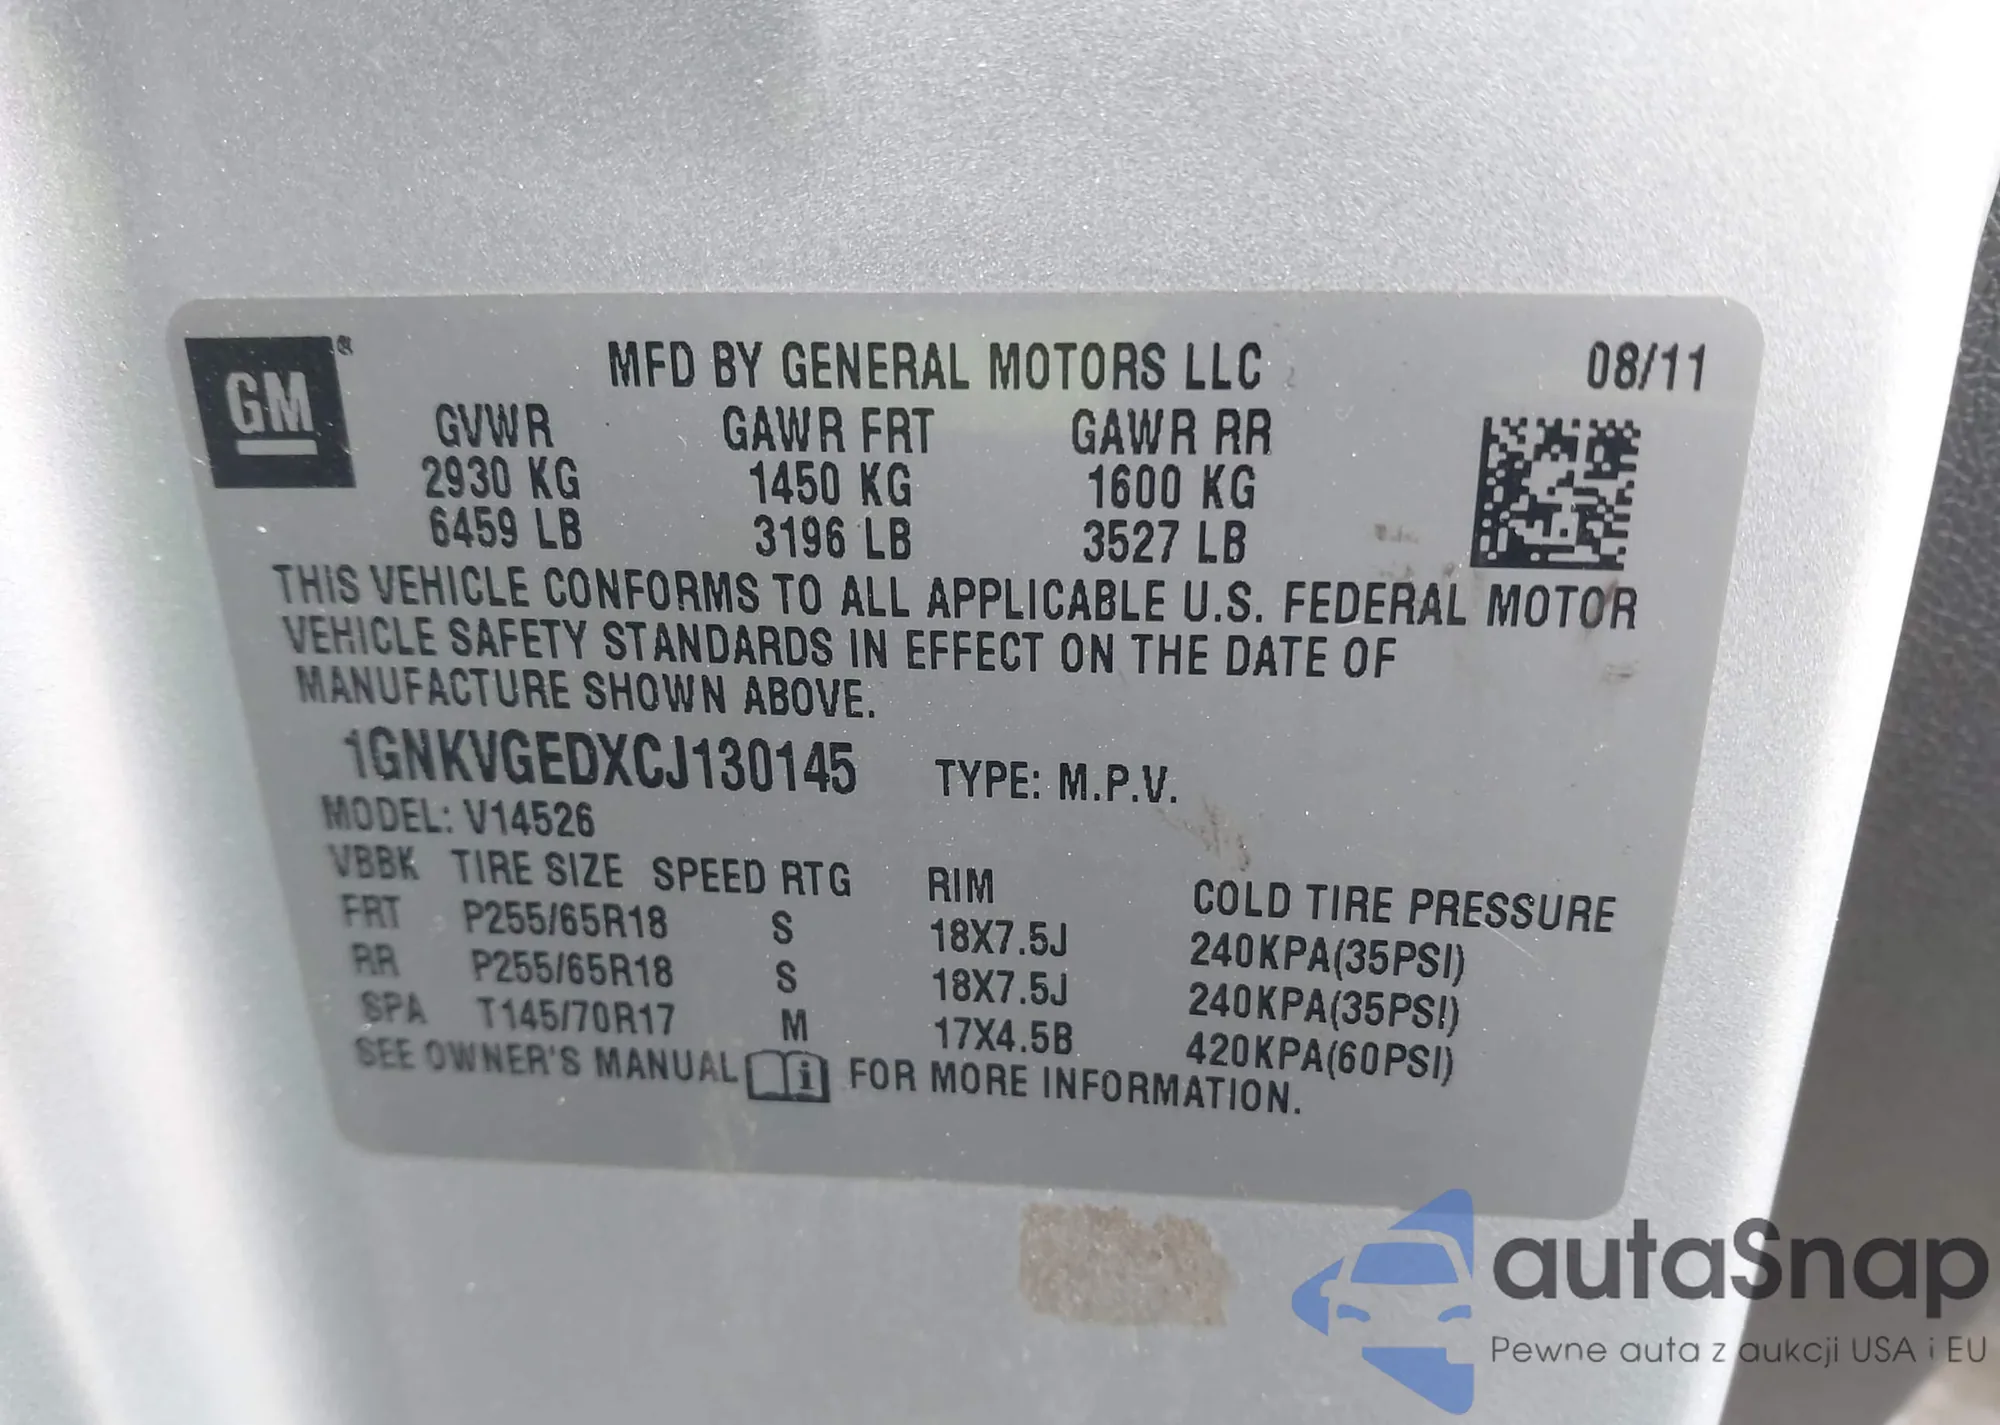 GM®
MFD BY GENERAL MOTORS LLC 08/11
GVWR GAWR FRT GAWR RR
2930 KG 1450 KG 1600 KG
6459 LB 3196 LB 3527 LB
THIS VEHICLE CONFORMS TO ALL APPLICABLE U.S. FEDERAL MOTOR
VEHICLE SAFETY STANDARDS IN EFFECT ON THE DATE OF
MANUFACTURE SHOWN ABOVE.
1GNKVGEDXCJ130145 TYPE: M.P.V.
MODEL: V14526
VBBK TIRE SIZE SPEED RTG RIM COLD TIRE PRESSURE
FRT P255/65R18 S 18X7.5J 240KPA(35PSI)
RR P255/65R18 S 18X7.5J 240KPA(35PSI)
SPA T145/70R17 M 17X4.5B 420KPA(60PSI)
SEE OWNER'S MANUAL i FOR MORE INFORMATION.
autaSnap
Pewne auta z aukcji USA i EU